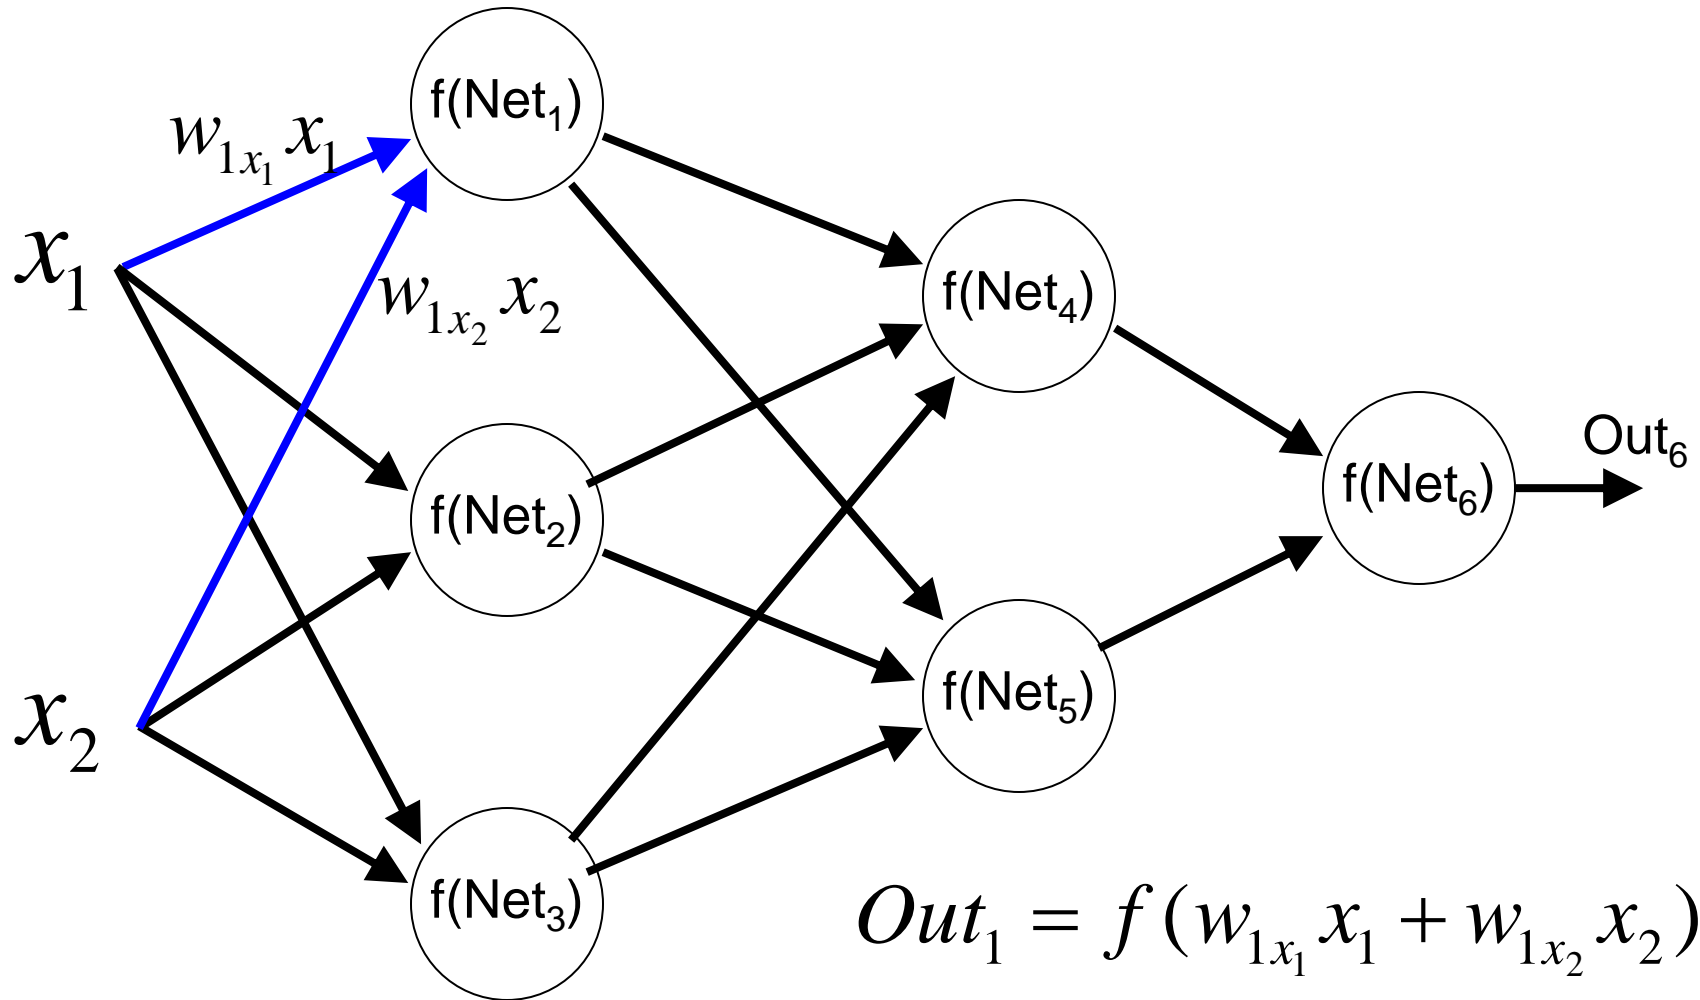 f(Net₁)
w₁ₓ₁ x₁
x₁
w₁ₓ₂ x₂
f(Net₄)
Out₆
f(Net₆)
f(Net₂)
f(Net₅)
x₂
f(Net₃)
Out₁ = f(w₁ₓ₁ x₁ + w₁ₓ₂ x₂)